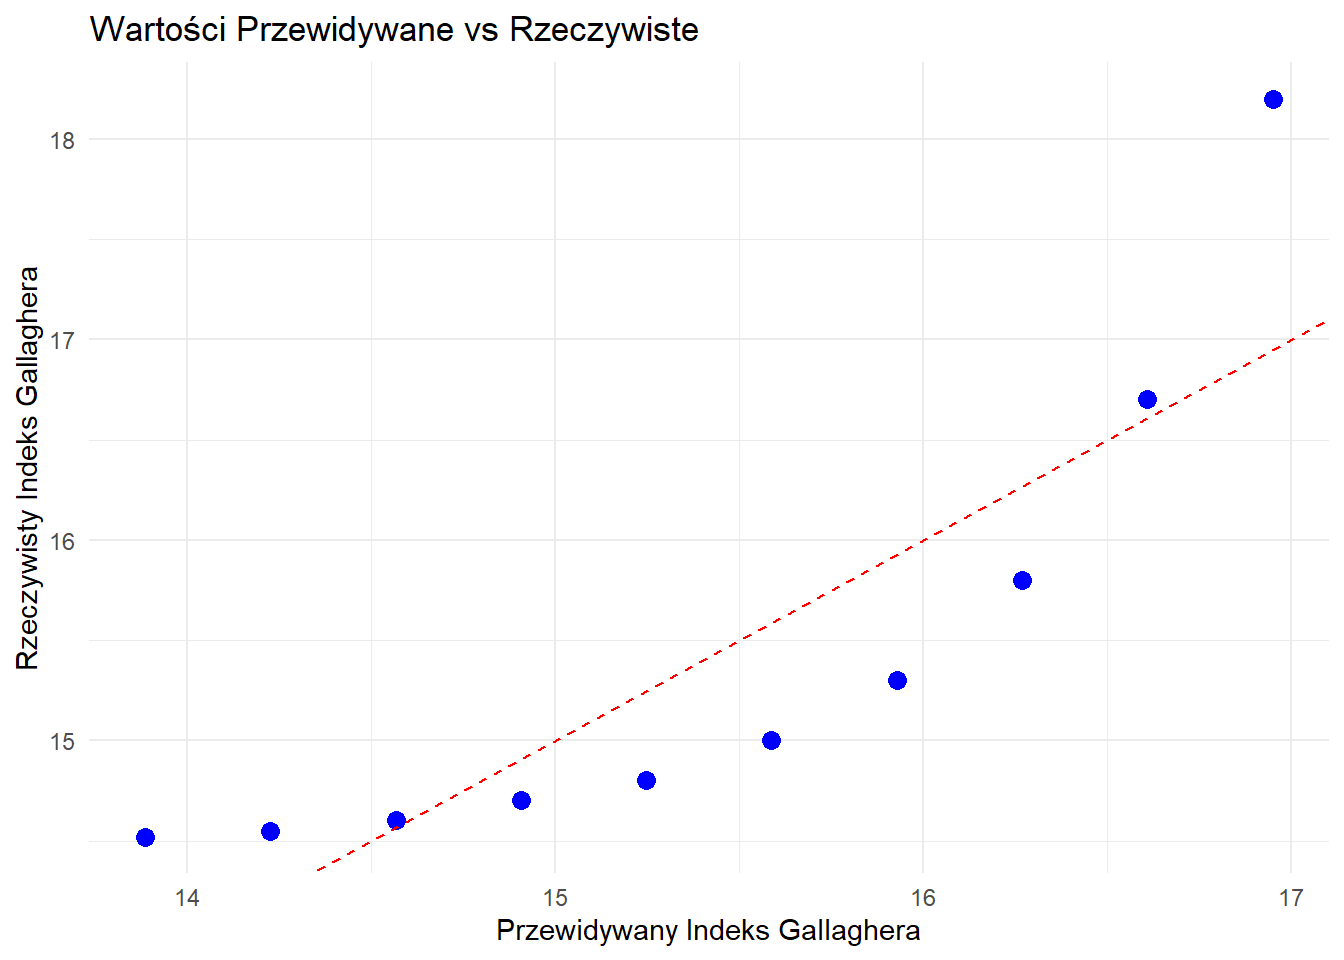 Wartości Przewidywane vs Rzeczywiste
Rzeczywisty Indeks Gallaghera
18
17
16
15
14
15
16
17
Przewidywany Indeks Gallaghera